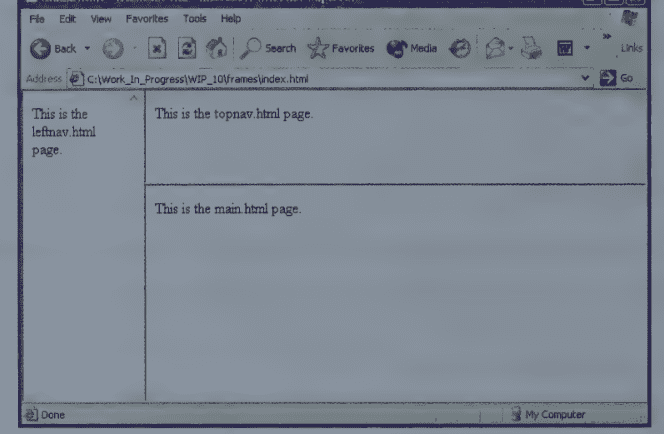 File Edit View Favorites Tools Help
Back Search Favorites Media Links
Address C:\Work_In_Progress\WIP_10\frames\index.html Go
This is the
leftnav.html
page.
This is the topnav.html page.
This is the main.html page.
Done My Computer